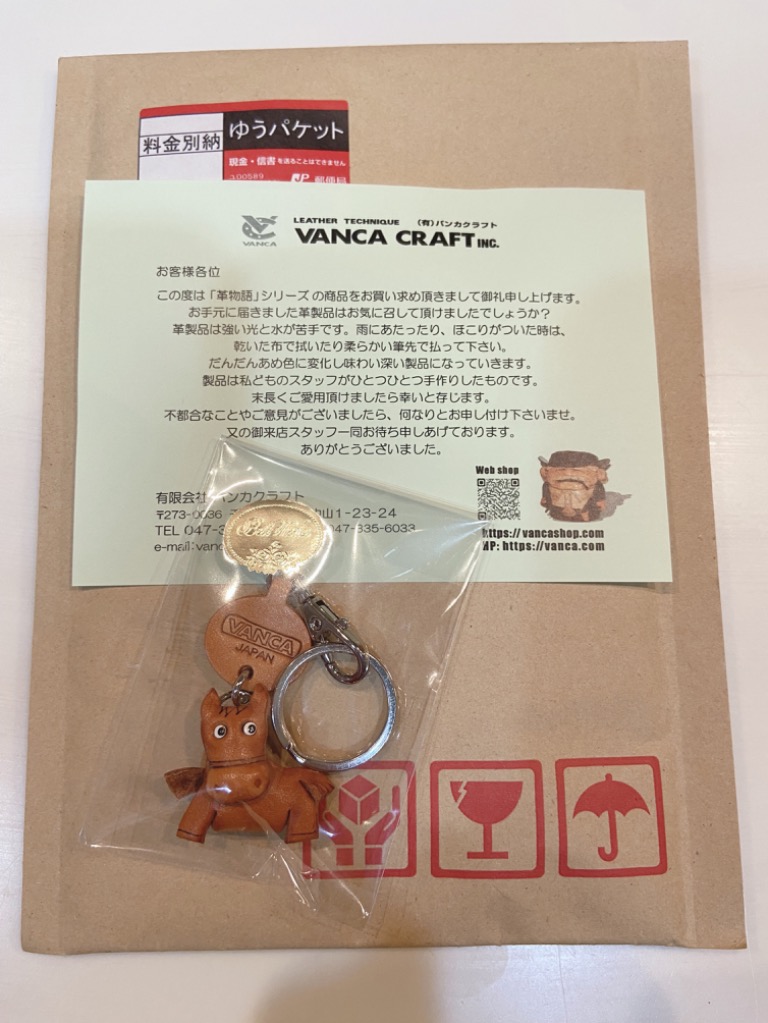 料金別納
ゆうパケット
現金・信書を送ることはできません
JP 郵便局
VANCA
LEATHER TECHNIQUE (有)バンカクラフト
VANCA CRAFT INC.
お客様各位
この度は「革物語」シリーズの商品をお買い求め頂きまして御礼申し上げます。
お手元に届きました革製品はお気に召して頂けましたでしょうか?
革製品は強い光と水が苦手です。雨にあたったり、ほこりがついた時は、
乾いた布で拭いたり柔らかい筆先で払って下さい。
だんだんあめ色に変化し味わい深い製品になっていきます。
製品は私どものスタッフがひとつひとつ手作りしたものです。
末長くご愛用頂けましたら幸いと存じます。
不都合なことやご意見がございましたら、何なりとお申し付け下さいませ。
又の御来店スタッフ一同お待ち申しあげております。
ありがとうございました。
Web shop
有限会社 バンカクラフト
〒273-0036 山1-23-24
TEL 047-3 047-335-6033
https://vancashop.com
e-mail:vanc
HP: https://vanca.com
VANCA
JAPAN